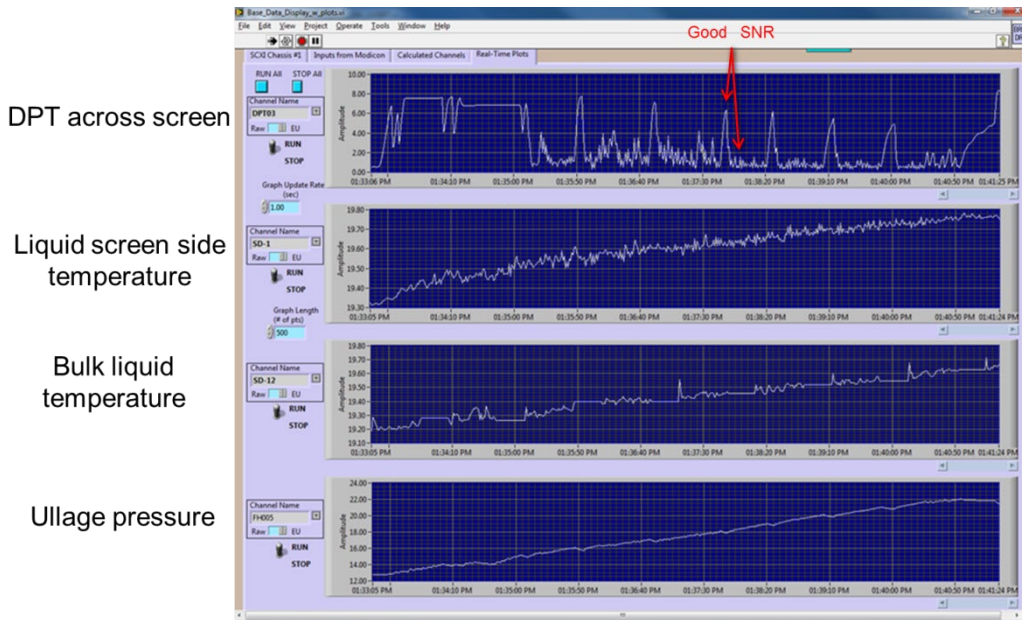 Base_Data_Display_w_plots.vi
File Edit View Project Operate Tools Window Help
Good SNR
SCXI Chassis #1 Inputs from Modicon Calculated Channels Real-Time Plots
DPT across screen
RUN All STOP All
Channel Name
DPT03
Raw EU
RUN
STOP
Amplitude
10.00
8.00
6.00
4.00
2.00
0.00
01:33:06 PM 01:34:10 PM 01:35:00 PM 01:35:50 PM 01:36:40 PM 01:37:30 PM 01:38:20 PM 01:39:10 PM 01:40:00 PM 01:40:50 PM 01:41:25 PM
Graph Update Rate
(sec)
1.00
Liquid screen side
temperature
Channel Name
SD-1
Raw EU
RUN
STOP
Amplitude
19.80
19.70
19.60
19.50
19.40
19.30
01:33:05 PM 01:34:10 PM 01:35:00 PM 01:35:50 PM 01:36:40 PM 01:37:30 PM 01:38:20 PM 01:39:10 PM 01:40:00 PM 01:40:50 PM 01:41:24 PM
Graph Length
(# of pts)
500
Bulk liquid
temperature
Channel Name
SD-12
Raw EU
RUN
STOP
Amplitude
19.80
19.70
19.60
19.50
19.40
19.30
19.20
19.10
01:33:05 PM 01:34:10 PM 01:35:00 PM 01:35:50 PM 01:36:40 PM 01:37:30 PM 01:38:20 PM 01:39:10 PM 01:40:00 PM 01:40:50 PM 01:41:24 PM
Ullage pressure
Channel Name
FH005
Raw EU
RUN
STOP
Amplitude
24.00
22.00
20.00
18.00
16.00
14.00
12.00
01:33:05 PM 01:34:10 PM 01:35:00 PM 01:35:50 PM 01:36:40 PM 01:37:30 PM 01:38:20 PM 01:39:10 PM 01:40:00 PM 01:40:50 PM 01:41:24 PM